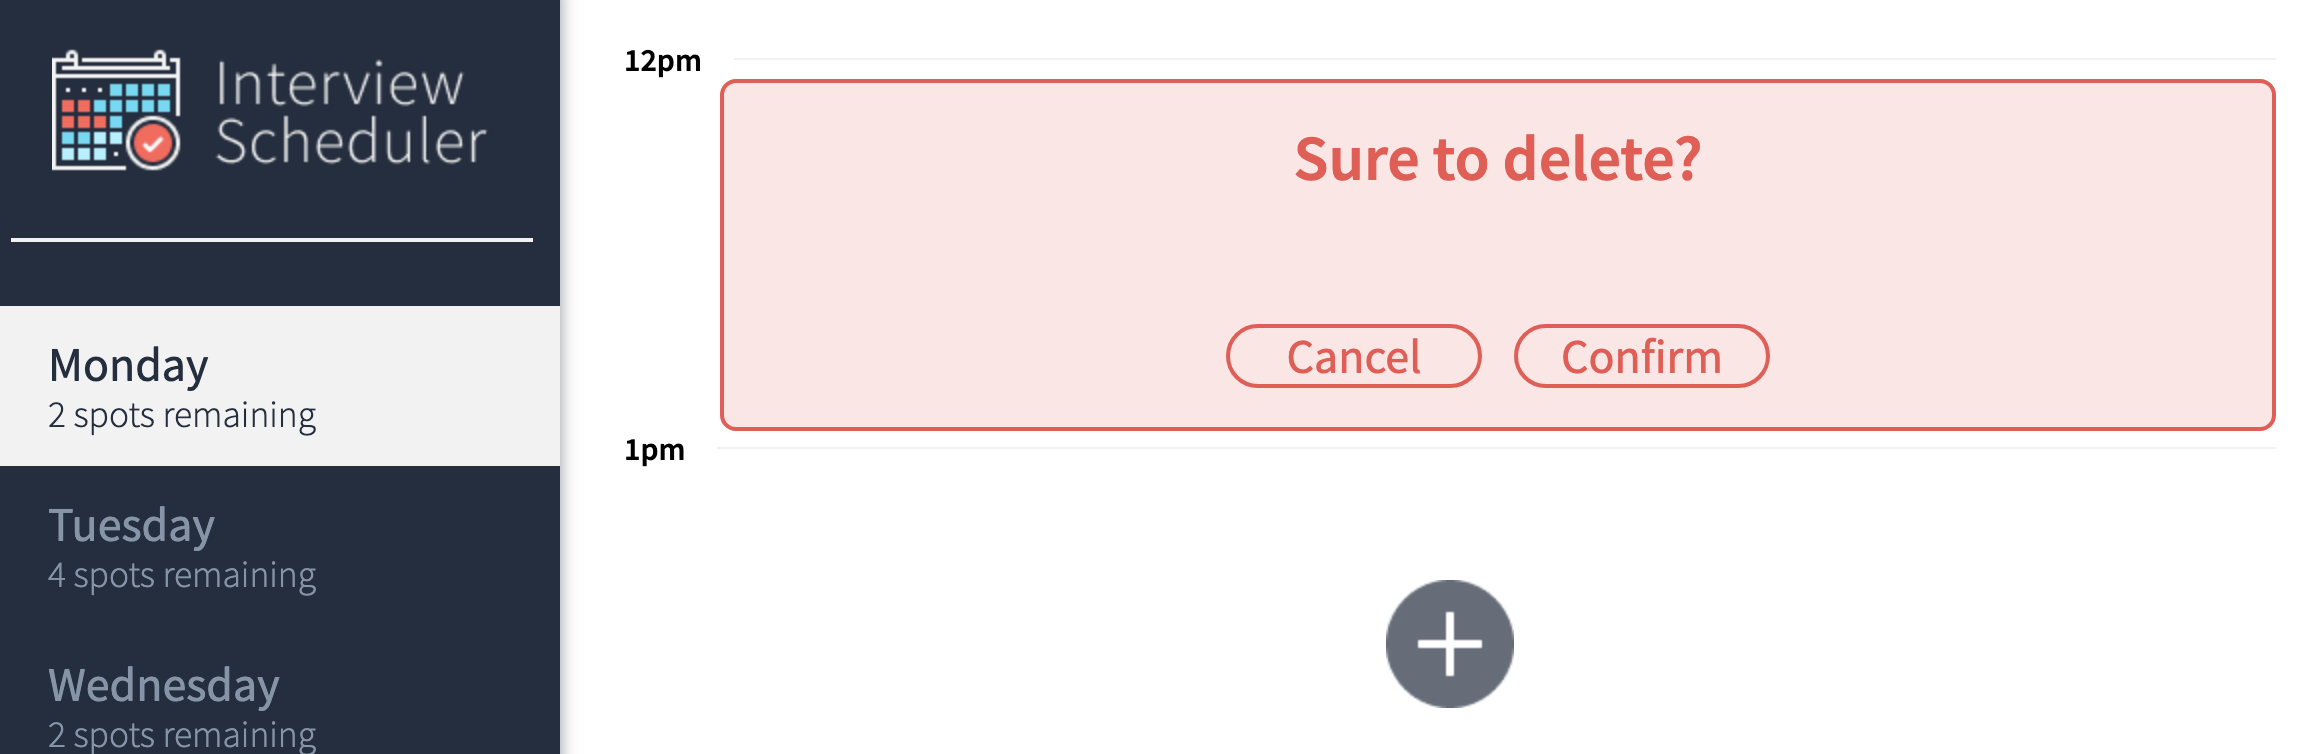 Interview
Scheduler
Monday
2 spots remaining
Tuesday
4 spots remaining
Wednesday
2 spots remaining
12pm
Sure to delete?
Cancel Confirm
1pm